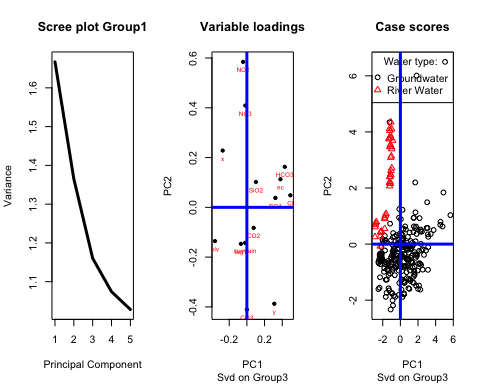 Scree plot Group1
Variance
1.1 1.2 1.3 1.4 1.5 1.6
1 2 3 4 5
Principal Component
Variable loadings
PC2
-0.4 -0.2 0.0 0.2 0.4 0.6
NO3
x
HCO3
ec
SiO2
CO2
y
-0.2 0.2
PC1
Svd on Group3
Case scores
PC2
-2 0 2 4 6
Water type:
Groundwater
River Water
-2 0 2 4 6
PC1
Svd on Group3